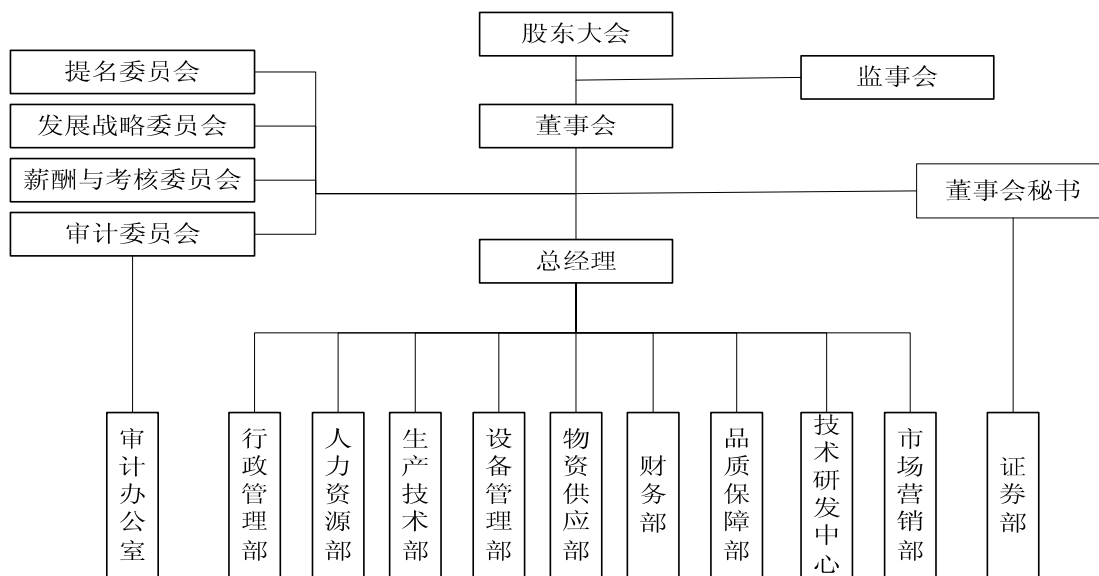 股东大会
提名委员会
监事会
发展战略委员会
董事会
薪酬与考核委员会
董事会秘书
审计委员会
总经理
审计办公室
行政管理部
人力资源部
生产技术部
设备管理部
物资供应部
财务部
品质保障部
技术研发中心
市场营销部
证券部